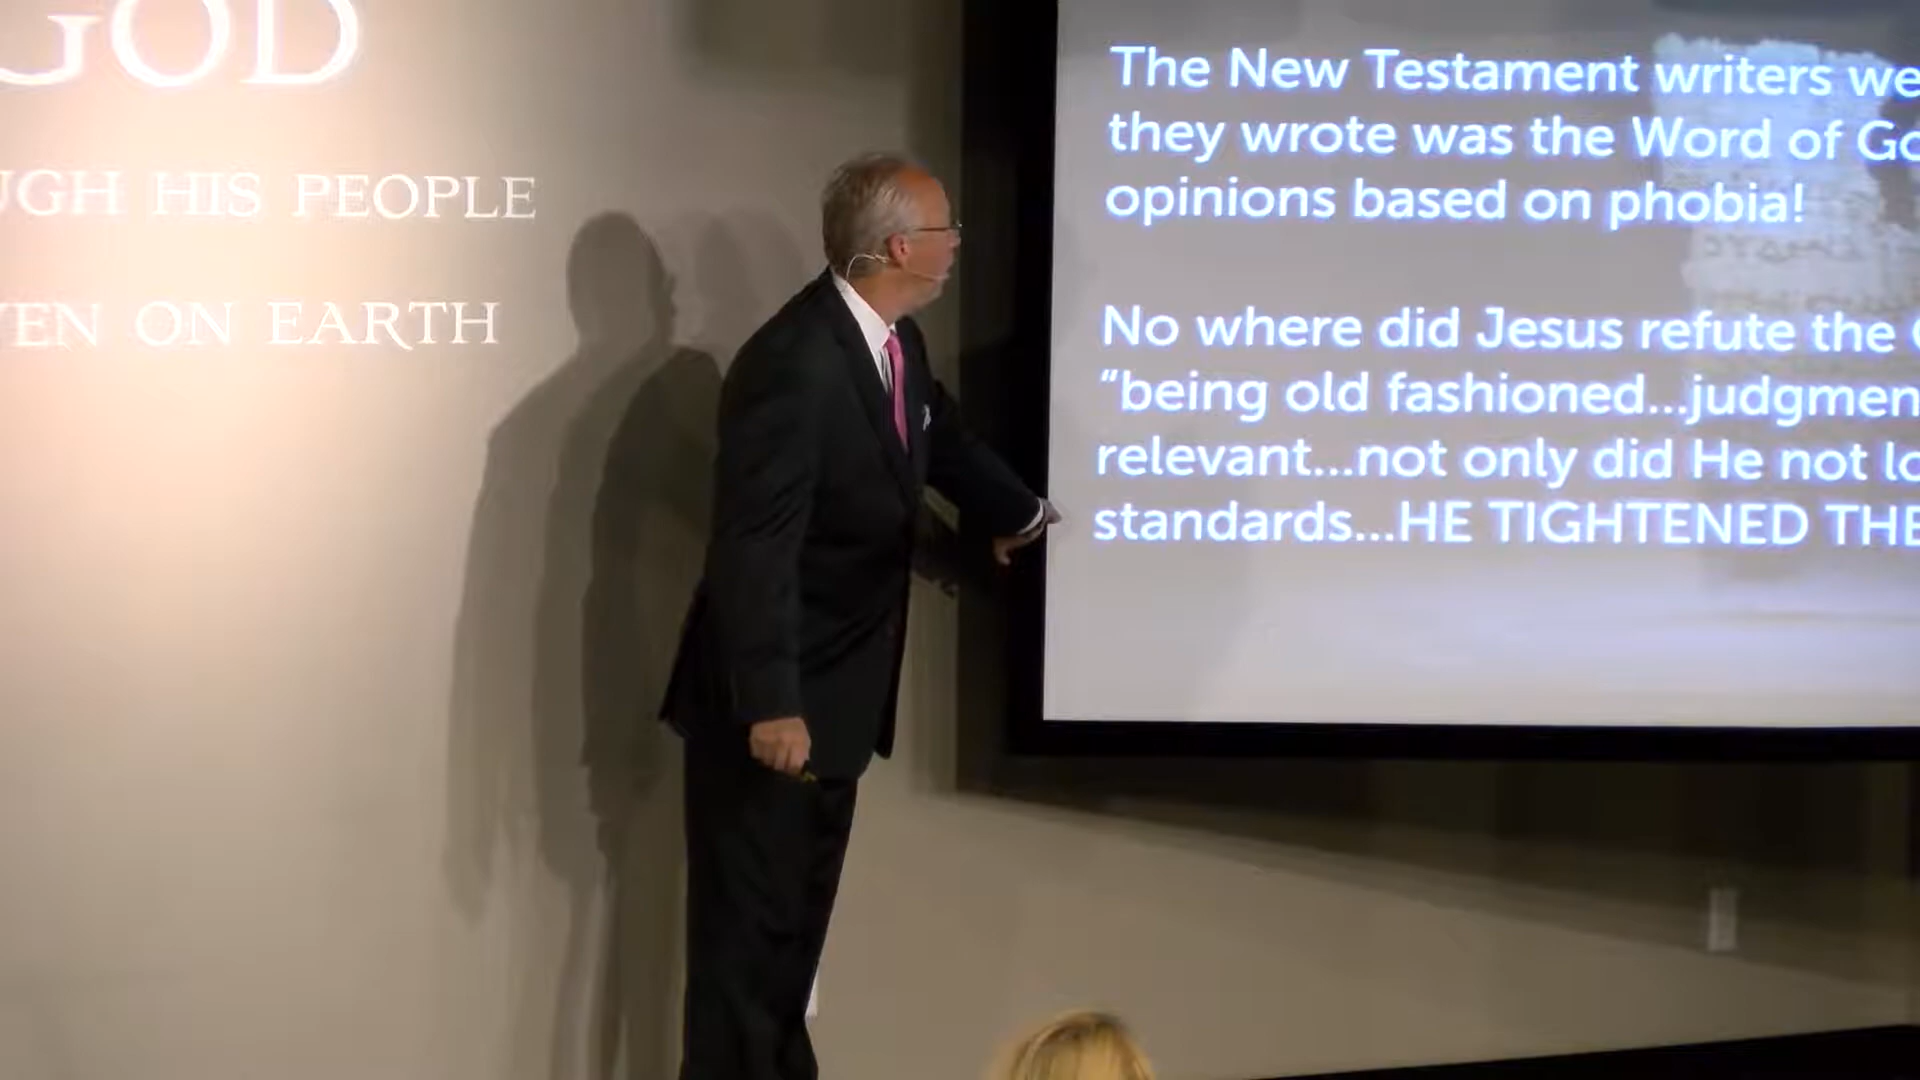 GOD
UGH HIS PEOPLE
VEN ON EARTH
The New Testament writers we
they wrote was the Word of Go
opinions based on phobia!
No where did Jesus refute the
“being old fashioned...judgmen
relevant...not only did He not lo
standards...HE TIGHTENED THE